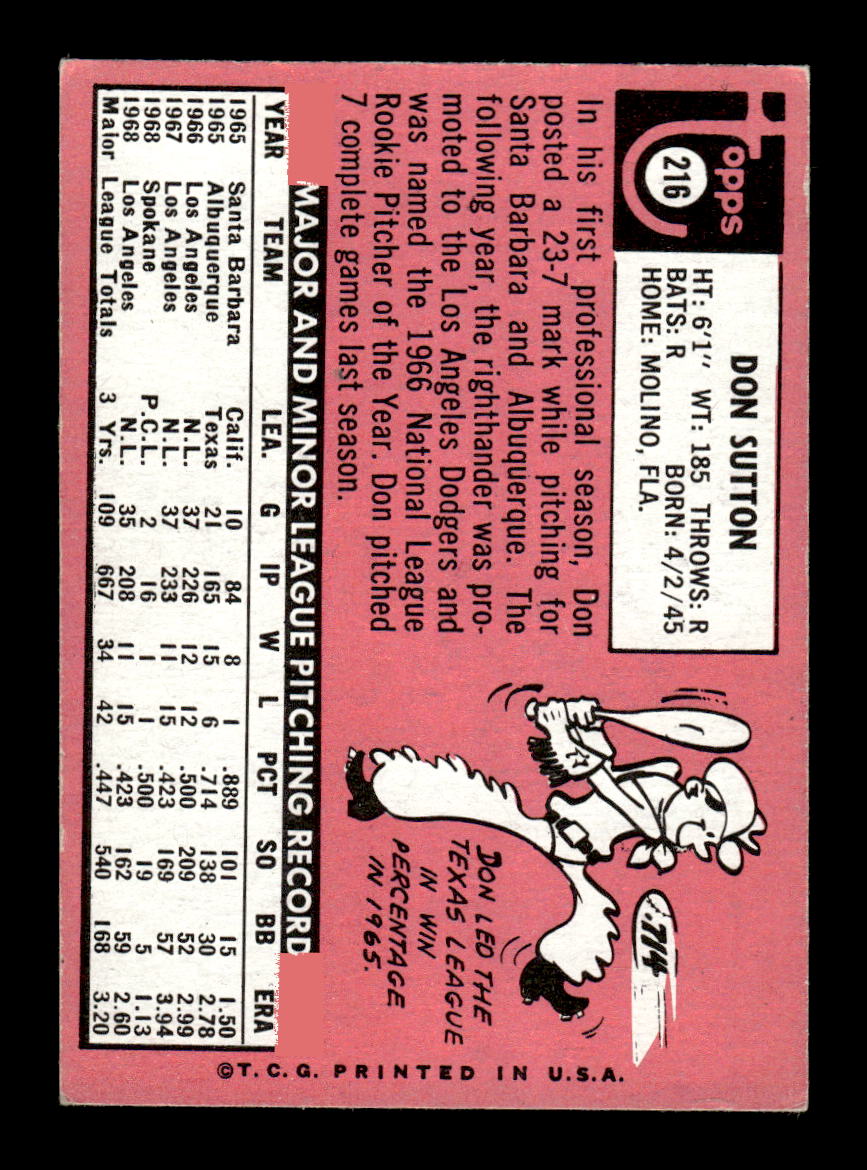 Topps
216
DON SUTTON
HT: 6'1" WT: 185 THROWS: R
BATS: R BORN: 4/2/45
HOME: MOLINO, FLA.
In his first professional season, Don
posted a 23-7 mark while pitching for
Santa Barbara and Albuquerque. The
following year, the righthander was pro-
moted to the Los Angeles Dodgers and
was named the 1966 National League
Rookie Pitcher of the Year. Don pitched
7 complete games last season.
.714
DON LED THE
TEXAS LEAGUE
IN WIN
PERCENTAGE
IN 1965.
MAJOR AND MINOR LEAGUE PITCHING RECORD
YEAR TEAM LEA. G IP W L PCT SO BB ERA
1965 Santa Barbara Calif. 10 84 8 1 .889 101 15 1.50
1965 Albuquerque Texas 21 165 15 6 .714 138 30 2.78
1966 Los Angeles N.L. 37 226 12 12 .500 209 52 2.99
1967 Los Angeles N.L. 37 233 11 15 .423 169 57 3.94
1968 Spokane P.C.L. 2 16 1 1 .500 19 5 1.13
1968 Los Angeles N.L. 35 208 11 15 .423 162 59 2.60
Major League Totals 3 Yrs. 109 667 34 42 .447 540 168 3.20
©T.C.G. PRINTED IN U.S.A.